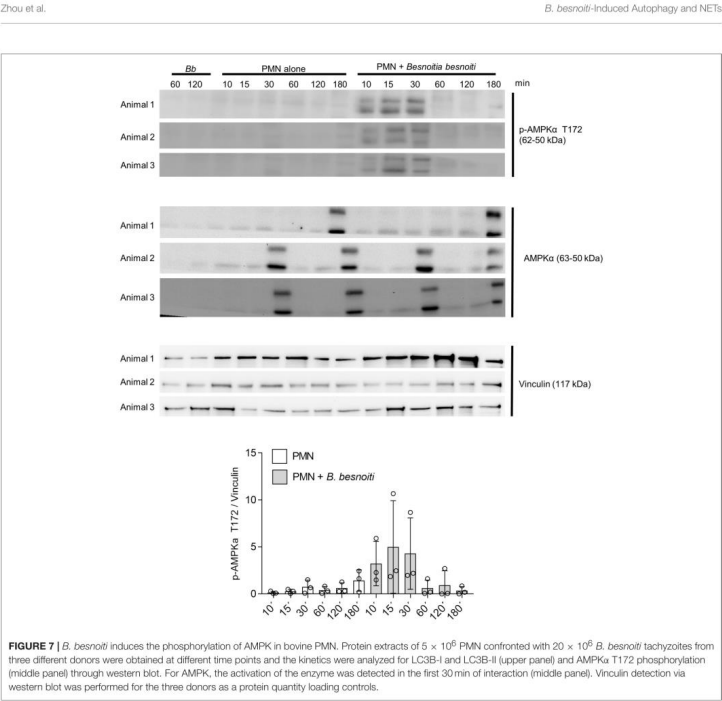 Zhou et al. B. besnoiti-Induced Autophagy and NETs
Bb PMN alone PMN + Besnoitia besnoiti
60 120 10 15 30 60 120 180 10 15 30 60 120 180 min
Animal 1
Animal 2
Animal 3
p-AMPKα T172
(62-50 kDa)
Animal 1
Animal 2
Animal 3
AMPKα (63-50 kDa)
Animal 1
Animal 2
Animal 3
Vinculin (117 kDa)
p-AMPKα T172 / Vinculin
15
10
5
0
PMN
PMN + B. besnoiti
10' 15' 30' 60' 120' 180' 10' 15' 30' 60' 120' 180'
FIGURE 7 | B. besnoiti induces the phosphorylation of AMPK in bovine PMN. Protein extracts of 5 × 10⁶ PMN confronted with 20 × 10⁶ B. besnoiti tachyzoites from
three different donors were obtained at different time points and the kinetics were analyzed for LC3B-I and LC3B-II (upper panel) and AMPKα T172 phosphorylation
(middle panel) through western blot. For AMPK, the activation of the enzyme was detected in the first 30 min of interaction (middle panel). Vinculin detection via
western blot was performed for the three donors as a protein quantity loading controls.